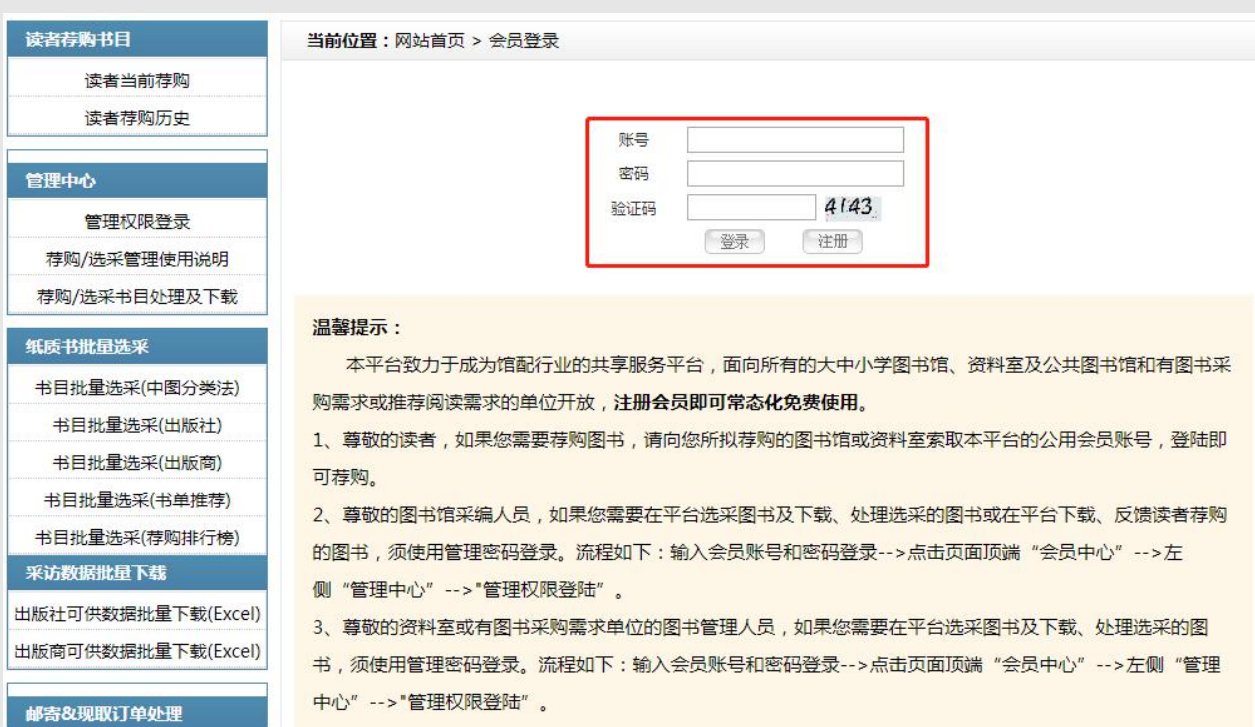 读者荐购书目
读者当前荐购
读者荐购历史
管理中心
管理权限登录
荐购/选采管理使用说明
荐购/选采书目处理及下载
纸质书批量选采
书目批量选采(中图分类法)
书目批量选采(出版社)
书目批量选采(出版商)
书目批量选采(书单推荐)
书目批量选采(荐购排行榜)
采访数据批量下载
出版社可供数据批量下载(Excel)
出版商可供数据批量下载(Excel)
邮寄&现取订单处理
当前位置：网站首页 > 会员登录
账号
密码
验证码 4143
登录 注册
温馨提示：
本平台致力于成为馆配行业的共享服务平台，面向所有的大中小学图书馆、资料室及公共图书馆和有图书采
购需求或推荐阅读需求的单位开放，注册会员即可常态化免费使用。
1、尊敬的读者，如果您需要荐购图书，请向您所拟荐购的图书馆或资料室索取本平台的公用会员账号，登陆即
可荐购。
2、尊敬的图书馆采编人员，如果您需要在平台选采图书及下载、处理选采的图书或在平台下载、反馈读者荐购
的图书，须使用管理密码登录。流程如下：输入会员账号和密码登录-->点击页面顶端“会员中心”-->左
侧“管理中心”-->"管理权限登陆”。
3、尊敬的资料室或有图书采购需求单位的图书管理人员，如果您需要在平台选采图书及下载、处理选采的图
书，须使用管理密码登录。流程如下：输入会员账号和密码登录-->点击页面顶端“会员中心”-->左侧“管理
中心”-->"管理权限登陆”。